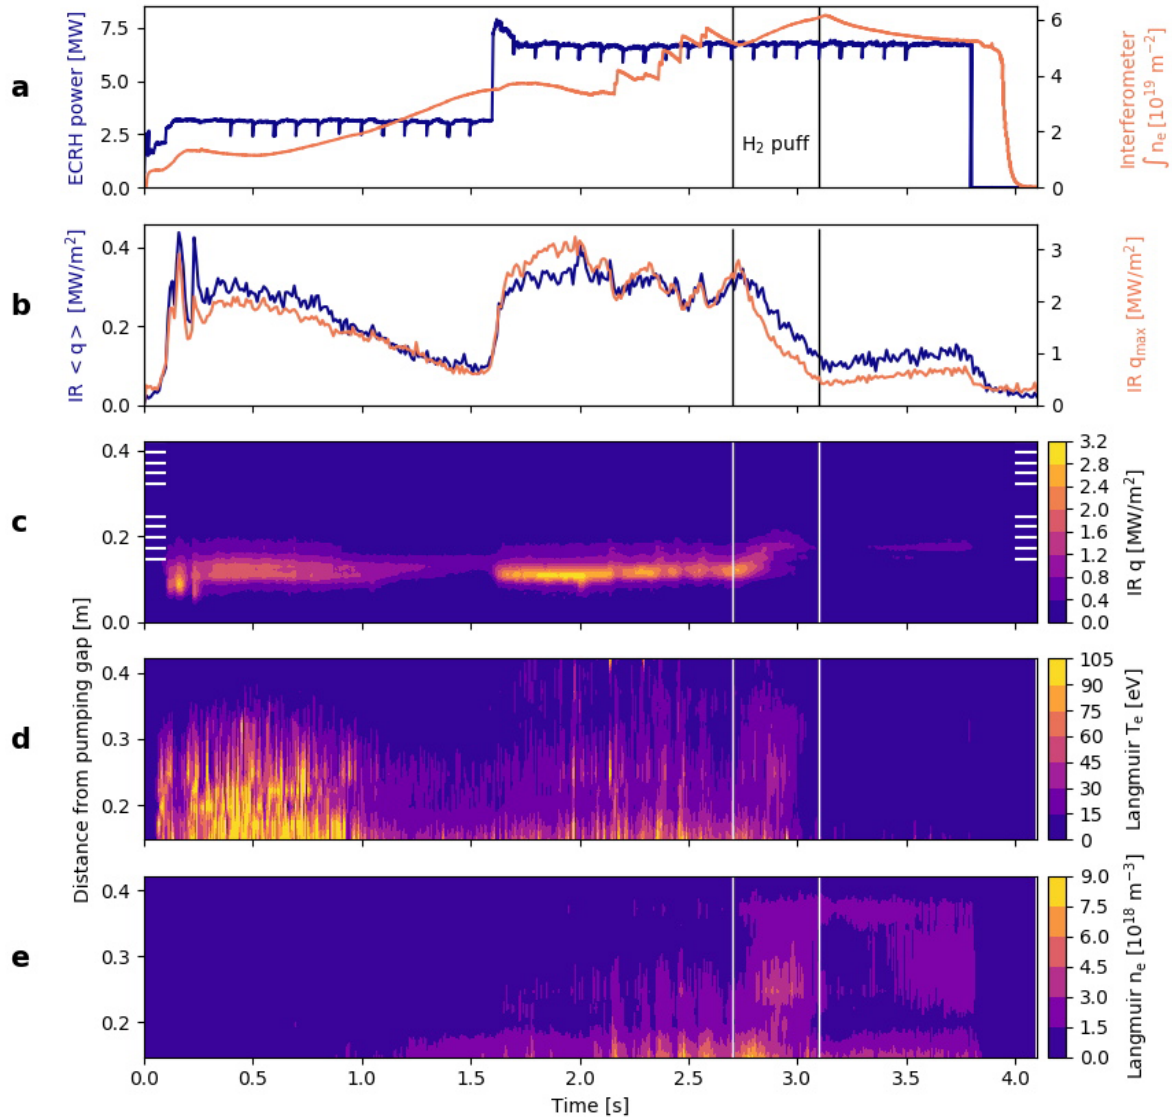 a
ECRH power [MW]
7.5
5.0
2.5
0.0
H₂ puff
6
4
2
0
Interferometer
∫ nₑ [10¹⁹ m⁻²]
b
IR < q > [MW/m²]
0.4
0.2
0.0
3
2
1
0
IR qₘₐₓ [MW/m²]
c
0.4
0.2
0.0
3.2
2.8
2.4
2.0
1.6
1.2
0.8
0.4
0.0
IR q [MW/m²]
Distance from pumping gap [m]
d
0.4
0.3
0.2
105
90
75
60
45
30
15
0
Langmuir Tₑ [eV]
e
0.4
0.3
0.2
9.0
7.5
6.0
4.5
3.0
1.5
0.0
Langmuir nₑ [10¹⁸ m⁻³]
0.0 0.5 1.0 1.5 2.0 2.5 3.0 3.5 4.0
Time [s]